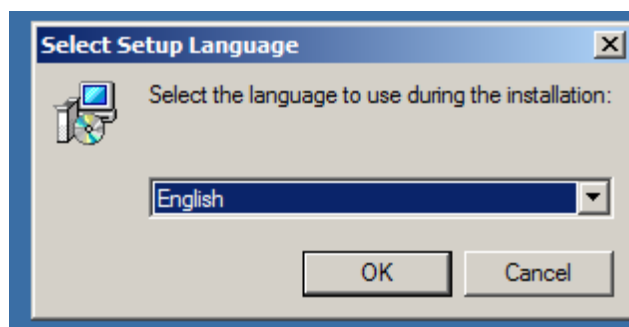 Select Setup Language
Select the language to use during the installation:
English
OK
Cancel